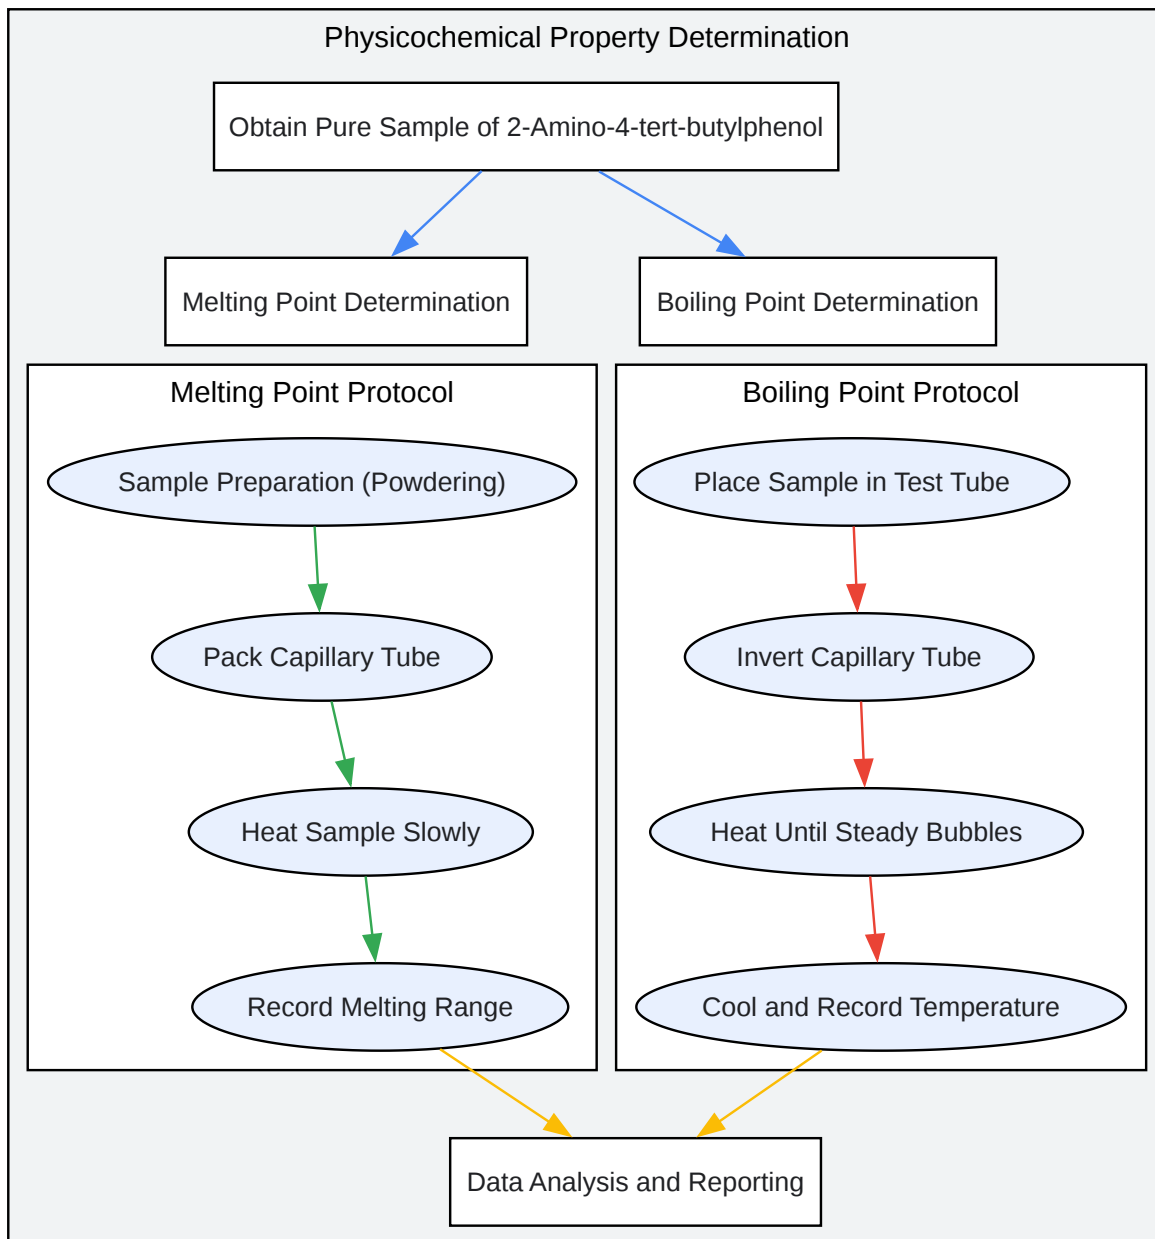 Physicochemical Property Determination
Obtain Pure Sample of 2-Amino-4-tert-butylphenol
Melting Point Determination
Boiling Point Determination
Melting Point Protocol
Sample Preparation (Powdering)
Pack Capillary Tube
Heat Sample Slowly
Record Melting Range
Boiling Point Protocol
Place Sample in Test Tube
Invert Capillary Tube
Heat Until Steady Bubbles
Cool and Record Temperature
Data Analysis and Reporting